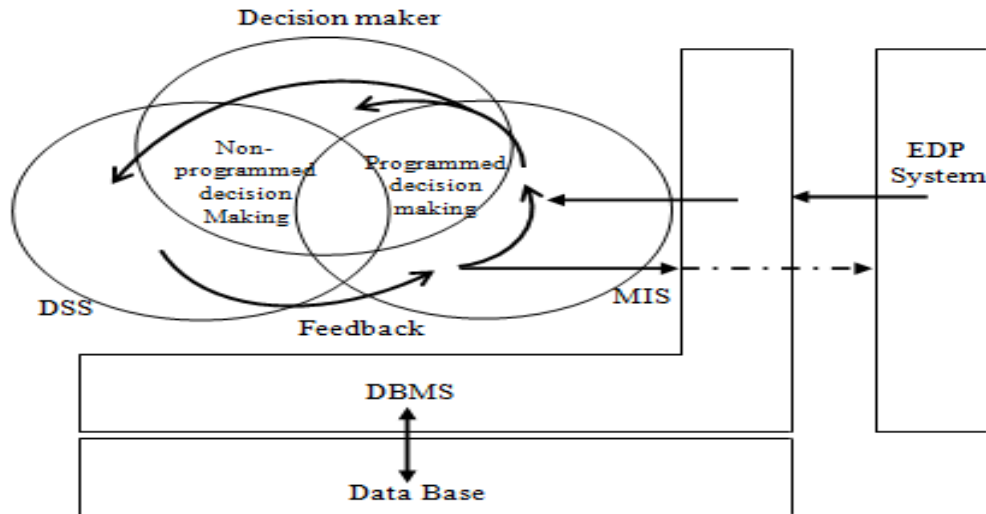 Decision maker
Non-
programmed
decision
Making
Programmed
decision
making
EDP
System
DSS
MIS
Feedback
DBMS
Data Base